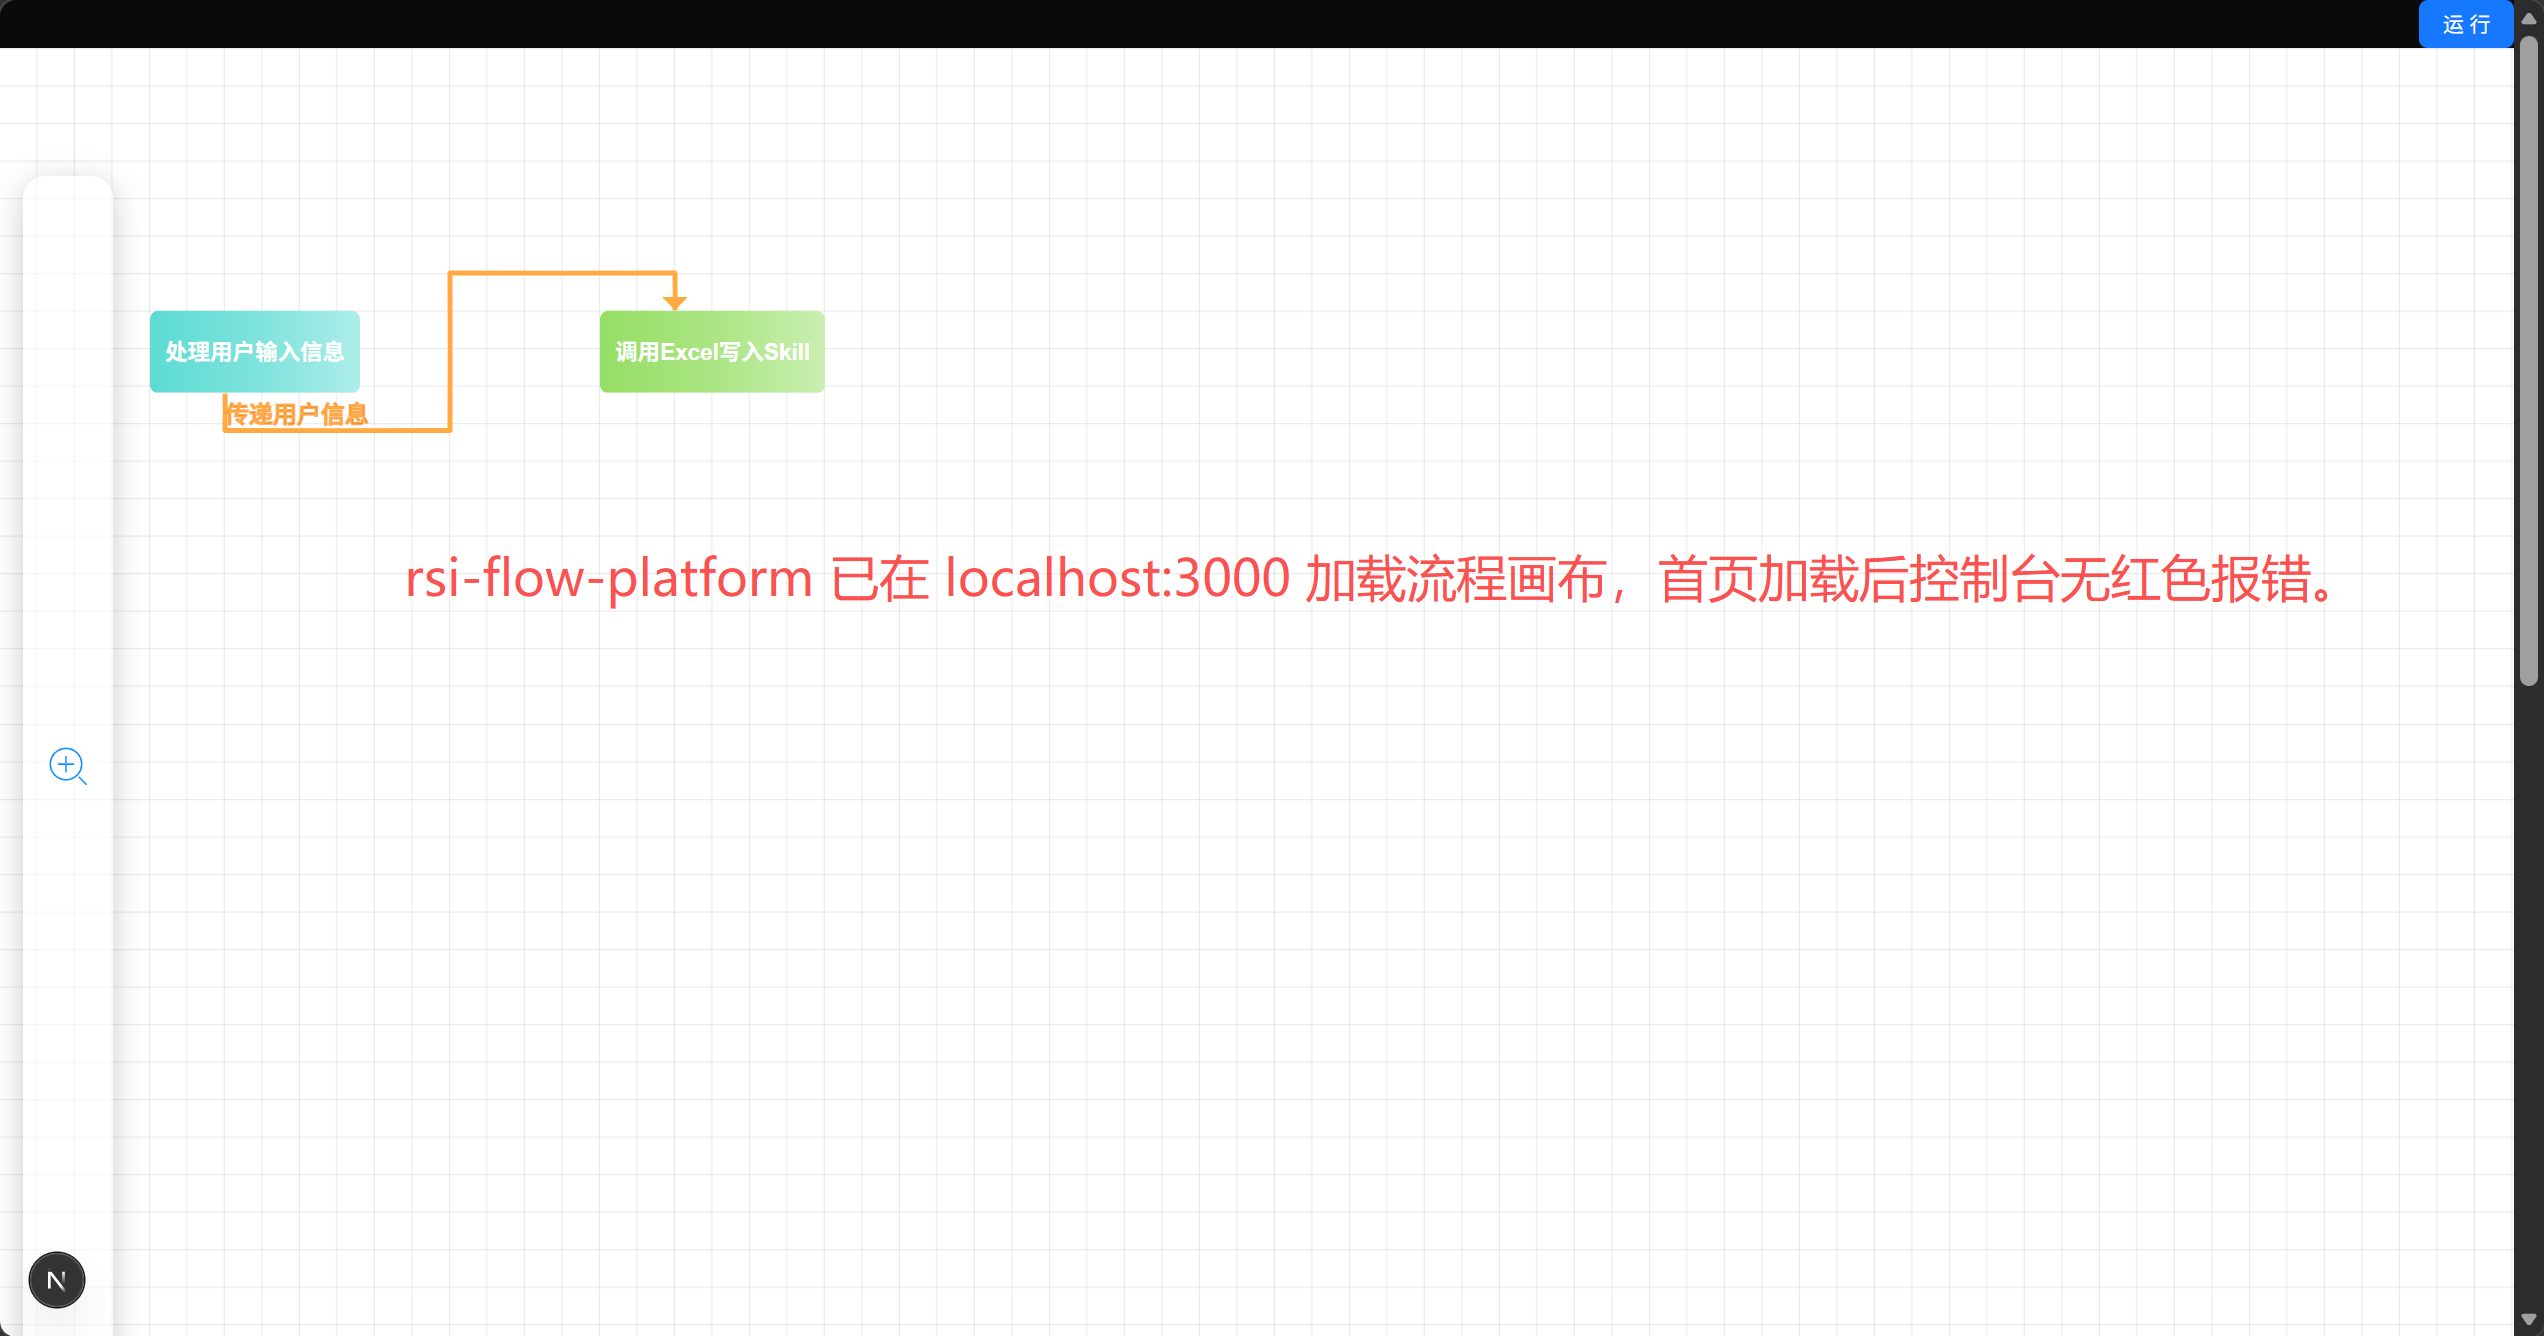 运 行
处理用户输入信息
调用Excel写入Skill
传递用户信息
rsi-flow-platform 已在 localhost:3000 加载流程画布，首页加载后控制台无红色报错。
N